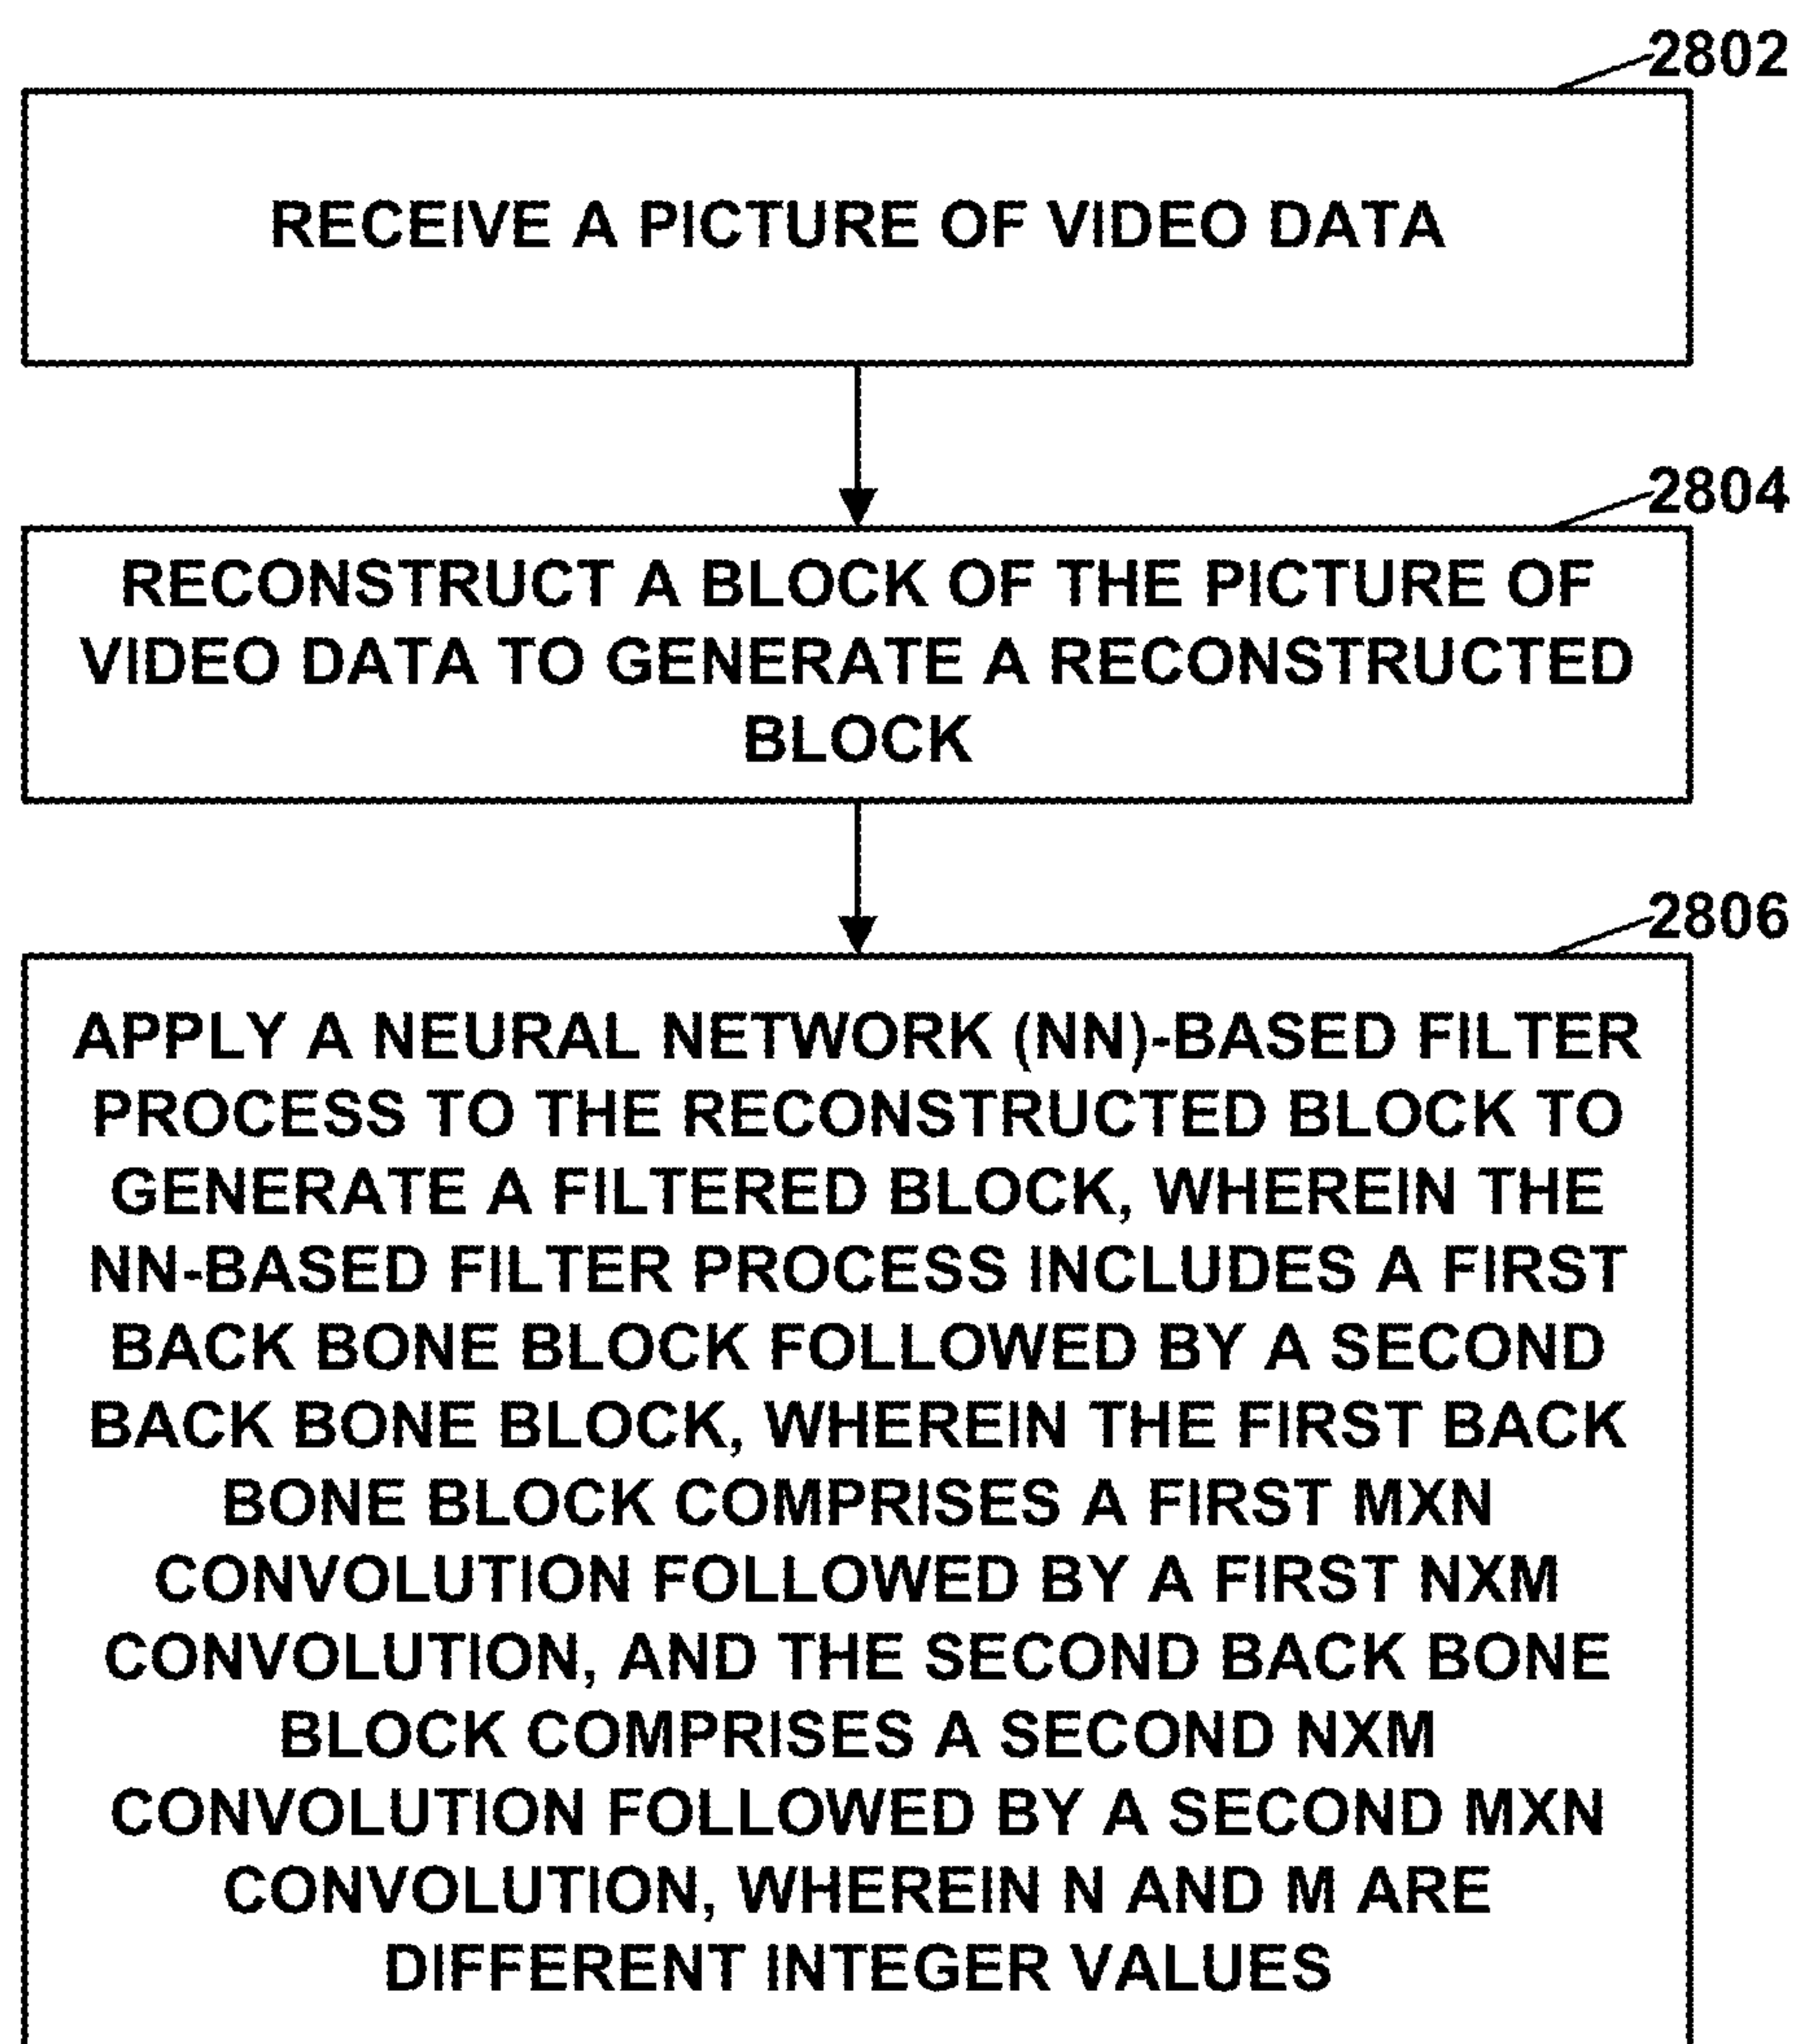 2802
RECEIVE A PICTURE OF VIDEO DATA
2804
RECONSTRUCT A BLOCK OF THE PICTURE OF
VIDEO DATA TO GENERATE A RECONSTRUCTED
BLOCK
2806
APPLY A NEURAL NETWORK (NN)-BASED FILTER
PROCESS TO THE RECONSTRUCTED BLOCK TO
GENERATE A FILTERED BLOCK, WHEREIN THE
NN-BASED FILTER PROCESS INCLUDES A FIRST
BACK BONE BLOCK FOLLOWED BY A SECOND
BACK BONE BLOCK, WHEREIN THE FIRST BACK
BONE BLOCK COMPRISES A FIRST MXN
CONVOLUTION FOLLOWED BY A FIRST NXM
CONVOLUTION, AND THE SECOND BACK BONE
BLOCK COMPRISES A SECOND NXM
CONVOLUTION FOLLOWED BY A SECOND MXN
CONVOLUTION, WHEREIN N AND M ARE
DIFFERENT INTEGER VALUES